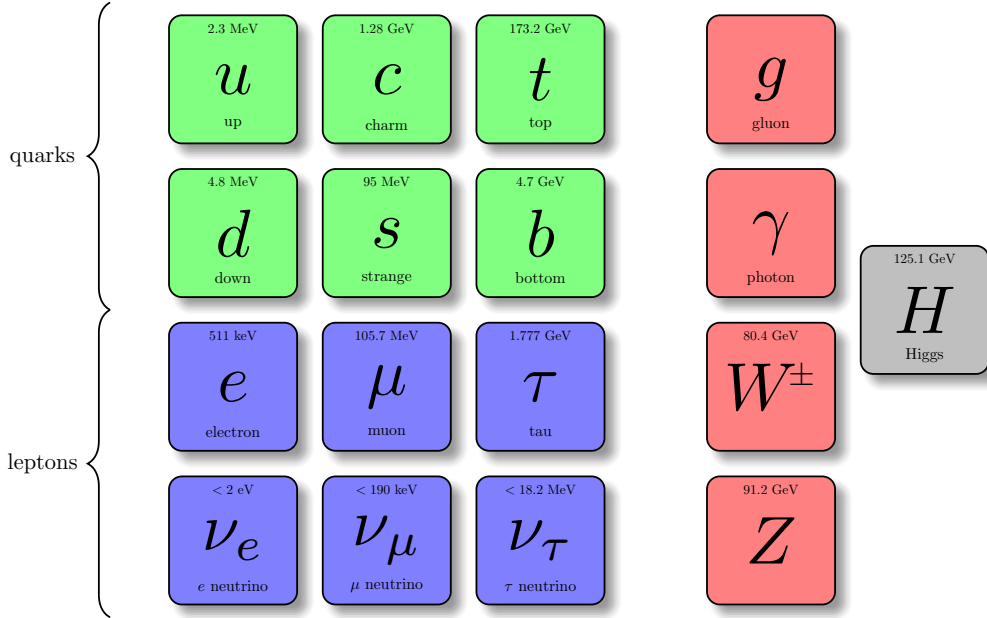 quarks
2.3 MeV
u
up
1.28 GeV
c
charm
173.2 GeV
t
top
g
gluon
4.8 MeV
d
down
95 MeV
s
strange
4.7 GeV
b
bottom
γ
photon
125.1 GeV
H
Higgs
leptons
511 keV
e
electron
105.7 MeV
μ
muon
1.777 GeV
τ
tau
80.4 GeV
W±
< 2 eV
νe
e neutrino
< 190 keV
νμ
μ neutrino
< 18.2 MeV
ντ
τ neutrino
91.2 GeV
Z